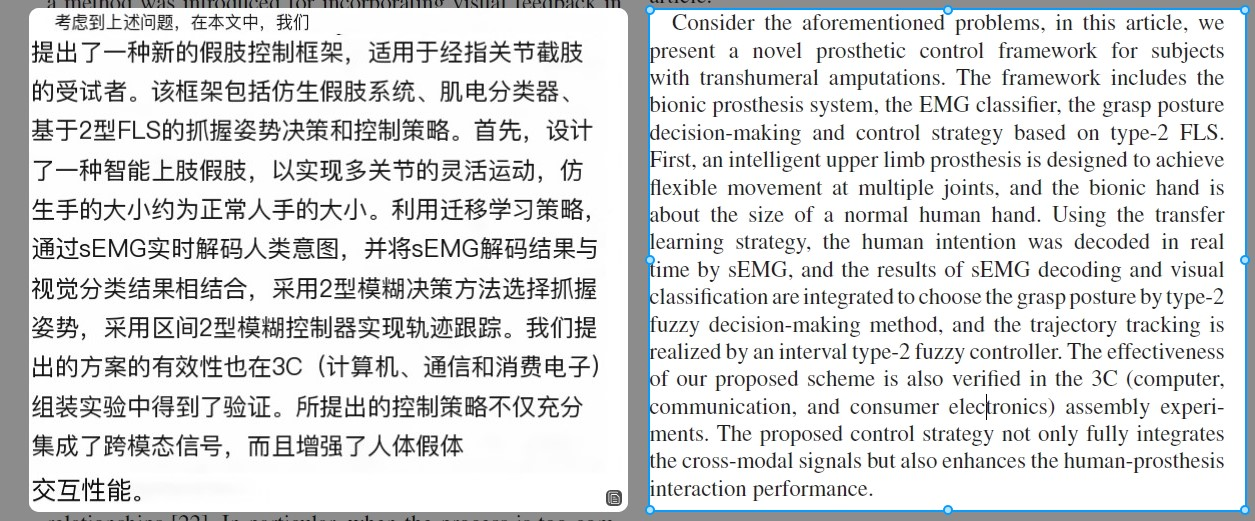 a method was introduced for incorporating visual feedback in
考虑到上述问题，在本文中，我们
提出了一种新的假肢控制框架，适用于经指关节截肢
的受试者。该框架包括仿生假肢系统、肌电分类器、
基于2型FLS的抓握姿势决策和控制策略。首先，设计
了一种智能上肢假肢，以实现多关节的灵活运动，仿
生手的大小约为正常人手的大小。利用迁移学习策略，
通过sEMG实时解码人类意图，并将sEMG解码结果与
视觉分类结果相结合，采用2型模糊决策方法选择抓握
姿势，采用区间2型模糊控制器实现轨迹跟踪。我们提
出的方案的有效性也在3C（计算机、通信和消费电子）
组装实验中得到了验证。所提出的控制策略不仅充分
集成了跨模态信号，而且增强了人体假体
交互性能。
relationships [22]. In particular, when the process is too com-
article.
Consider the aforementioned problems, in this article, we
present a novel prosthetic control framework for subjects
with transhumeral amputations. The framework includes the
bionic prosthesis system, the EMG classifier, the grasp posture
decision-making and control strategy based on type-2 FLS.
First, an intelligent upper limb prosthesis is designed to achieve
flexible movement at multiple joints, and the bionic hand is
about the size of a normal human hand. Using the transfer
learning strategy, the human intention was decoded in real
time by sEMG, and the results of sEMG decoding and visual
classification are integrated to choose the grasp posture by type-2
fuzzy decision-making method, and the trajectory tracking is
realized by an interval type-2 fuzzy controller. The effectiveness
of our proposed scheme is also verified in the 3C (computer,
communication, and consumer electronics) assembly experi-
ments. The proposed control strategy not only fully integrates
the cross-modal signals but also enhances the human-prosthesis
interaction performance.